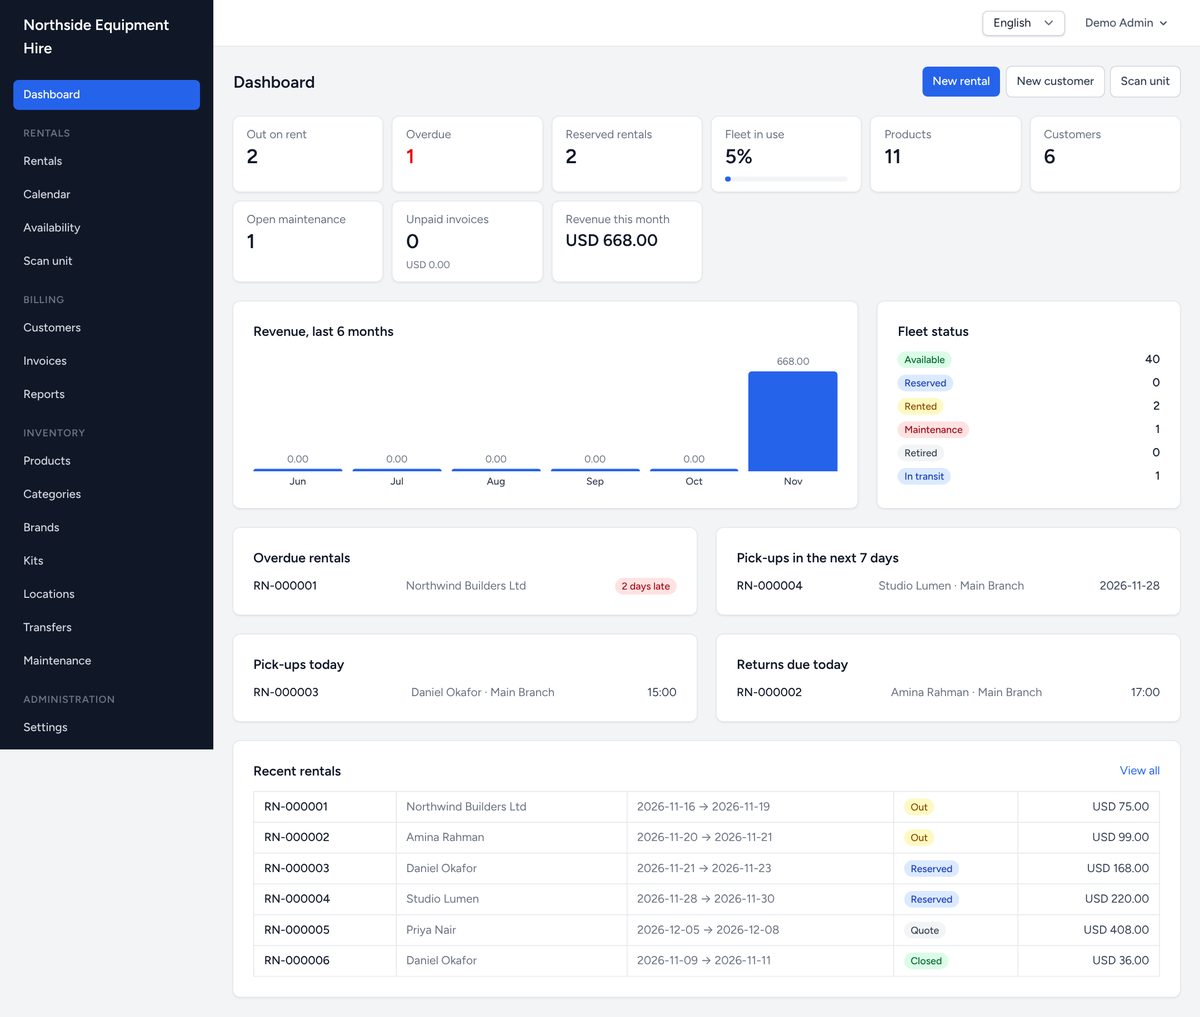 Northside Equipment
Hire
English
Demo Admin
Dashboard
Dashboard
New rental
New customer
Scan unit
RENTALS
Rentals
Calendar
Availability
Scan unit
BILLING
Customers
Invoices
Reports
INVENTORY
Products
Categories
Brands
Kits
Locations
Transfers
Maintenance
ADMINISTRATION
Settings
Out on rent
2
Overdue
1
Reserved rentals
2
Fleet in use
5%
Products
11
Customers
6
Open maintenance
1
Unpaid invoices
0
USD 0.00
Revenue this month
USD 668.00
Revenue, last 6 months
0.00 0.00 0.00 0.00 0.00 668.00
Jun Jul Aug Sep Oct Nov
Fleet status
Available 40
Reserved 0
Rented 2
Maintenance 1
Retired 0
In transit 1
Overdue rentals
RN-000001 Northwind Builders Ltd 2 days late
Pick-ups in the next 7 days
RN-000004 Studio Lumen · Main Branch 2026-11-28
Pick-ups today
RN-000003 Daniel Okafor · Main Branch 15:00
Returns due today
RN-000002 Amina Rahman · Main Branch 17:00
Recent rentals
View all
RN-000001 Northwind Builders Ltd 2026-11-16 → 2026-11-19 Out USD 75.00
RN-000002 Amina Rahman 2026-11-20 → 2026-11-21 Out USD 99.00
RN-000003 Daniel Okafor 2026-11-21 → 2026-11-23 Reserved USD 168.00
RN-000004 Studio Lumen 2026-11-28 → 2026-11-30 Reserved USD 220.00
RN-000005 Priya Nair 2026-12-05 → 2026-12-08 Quote USD 408.00
RN-000006 Daniel Okafor 2026-11-09 → 2026-11-11 Closed USD 36.00